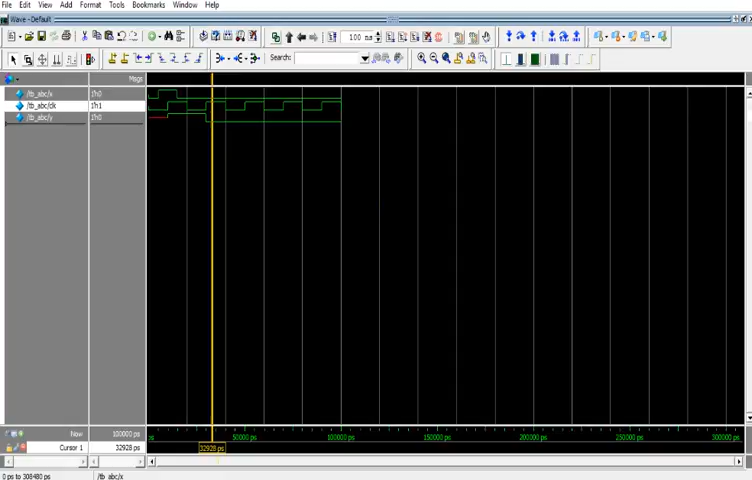 File Edit View Add Format Tools Bookmarks Window Help
Wave - Default
100 ns
Search:
Msgs
/tb_abc/x 1'h0
/tb_abc/clk 1'h1
/tb_abc/y 1'h0
Now 100000 ps
ps 50000 ps 100000 ps 150000 ps 200000 ps 250000 ps 300000 ps
Cursor 1 32928 ps 32928 ps
0 ps to 308480 ps /tb_abc/x